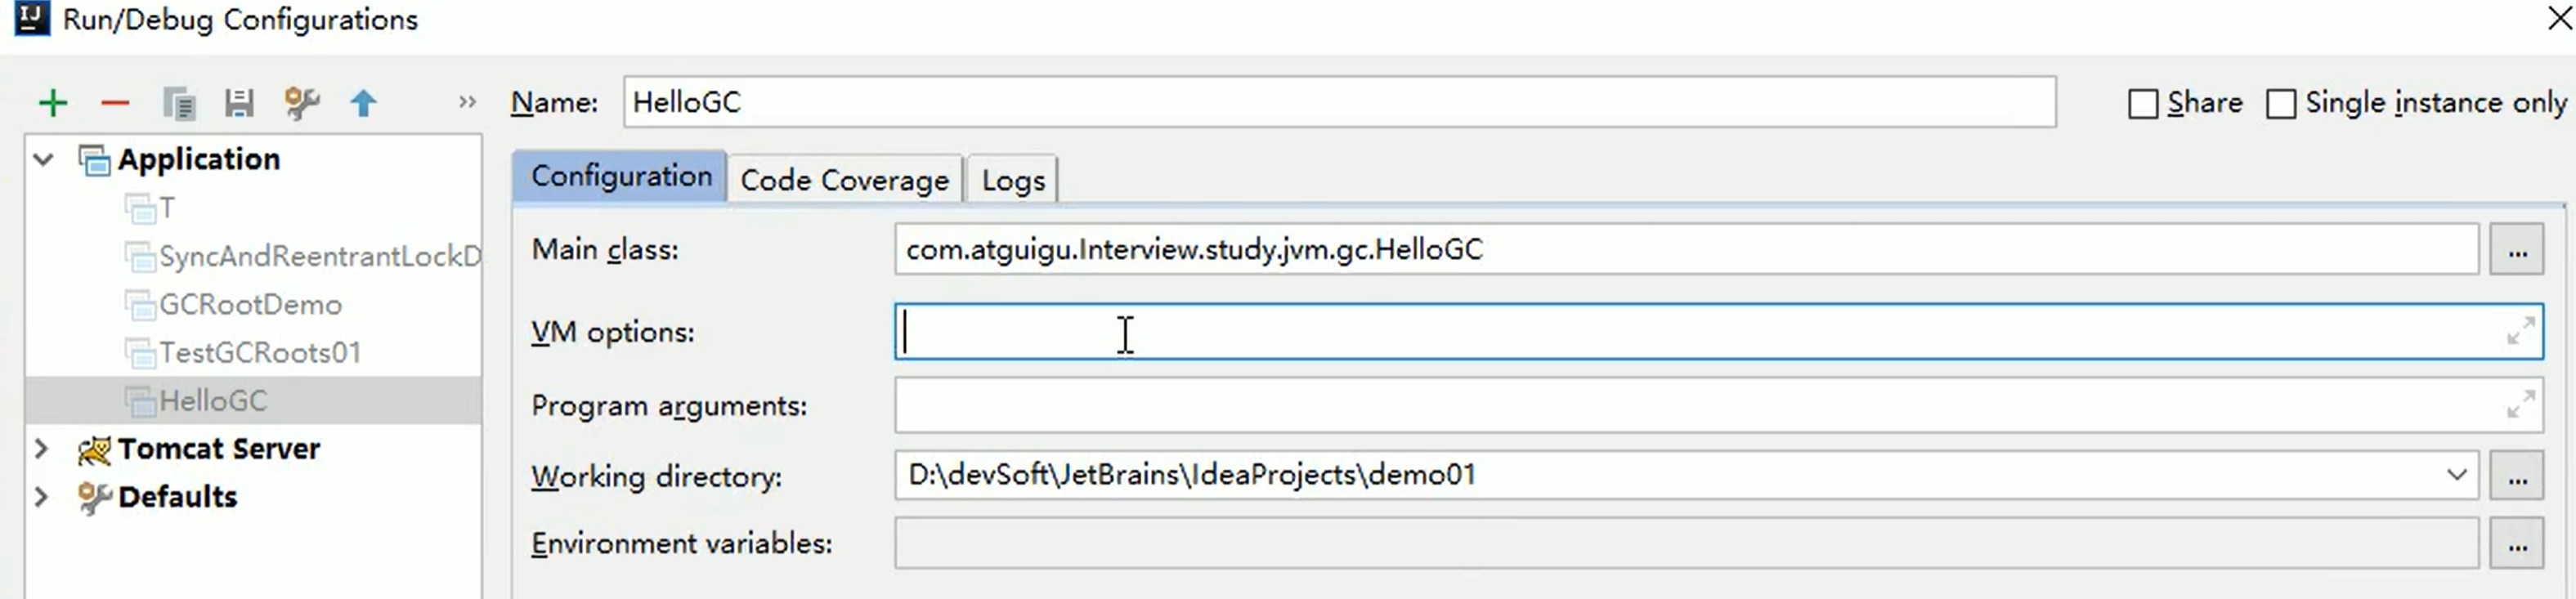 Run/Debug Configurations
Name: HelloGC Share Single instance only
Application
T
SyncAndReentrantLockD
GCRootDemo
TestGCRoots01
HelloGC
Tomcat Server
Defaults
Configuration Code Coverage Logs
Main class: com.atguigu.Interview.study.jvm.gc.HelloGC ...
VM options:
Program arguments:
Working directory: D:\devSoft\JetBrains\IdeaProjects\demo01 ...
Environment variables: ...